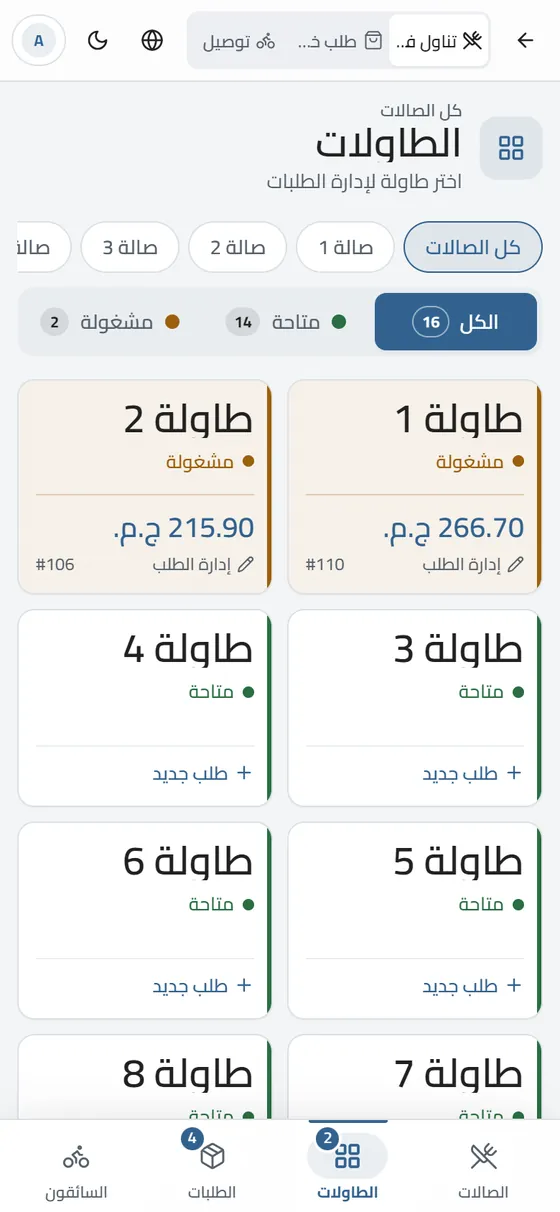 تناول ف..
طلب خ...
توصيل
A
كل الصالات
الطاولات
اختر طاولة لإدارة الطلبات
كل الصالات
صالة 1
صالة 2
صالة 3
صالة
الكل 16
متاحة 14
مشغولة 2
طاولة 1
مشغولة
266.70 ج.م.
إدارة الطلب
#110
طاولة 2
مشغولة
215.90 ج.م.
إدارة الطلب
#106
طاولة 3
متاحة
+ طلب جديد
طاولة 4
متاحة
+ طلب جديد
طاولة 5
متاحة
+ طلب جديد
طاولة 6
متاحة
+ طلب جديد
طاولة 7
متاحة
طاولة 8
متاحة
الصالات
2
الطاولات
4
الطلبات
السائقون